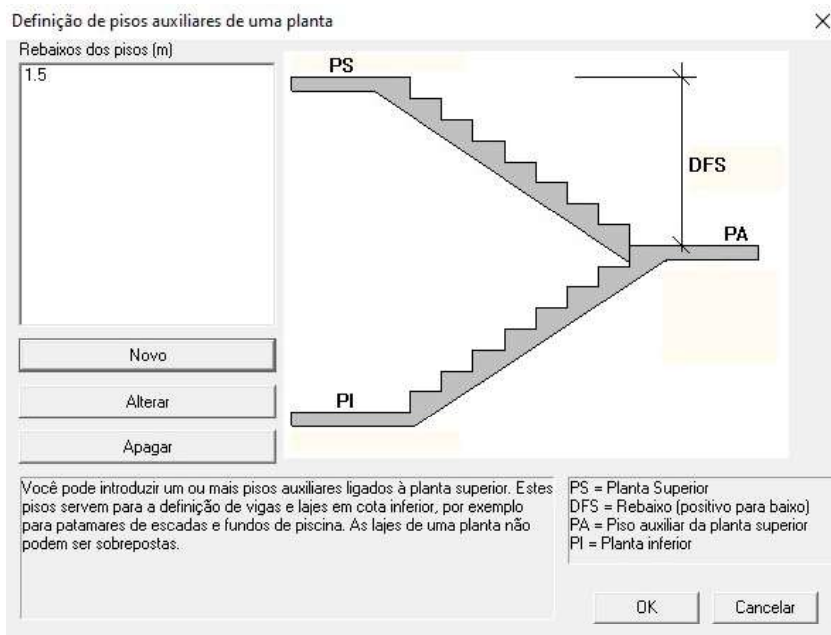 Definição de pisos auxiliares de uma planta
Rebaixos dos pisos (m)
1.5
PS
DFS
PA
PI
Novo
Alterar
Apagar
Você pode introduzir um ou mais pisos auxiliares ligados à planta superior. Estes
pisos servem para a definição de vigas e lajes em cota inferior, por exemplo
para patamares de escadas e fundos de piscina. As lajes de uma planta não
podem ser sobrepostas.
PS = Planta Superior
DFS = Rebaixo (positivo para baixo)
PA = Piso auxiliar da planta superior
PI = Planta inferior
OK
Cancelar